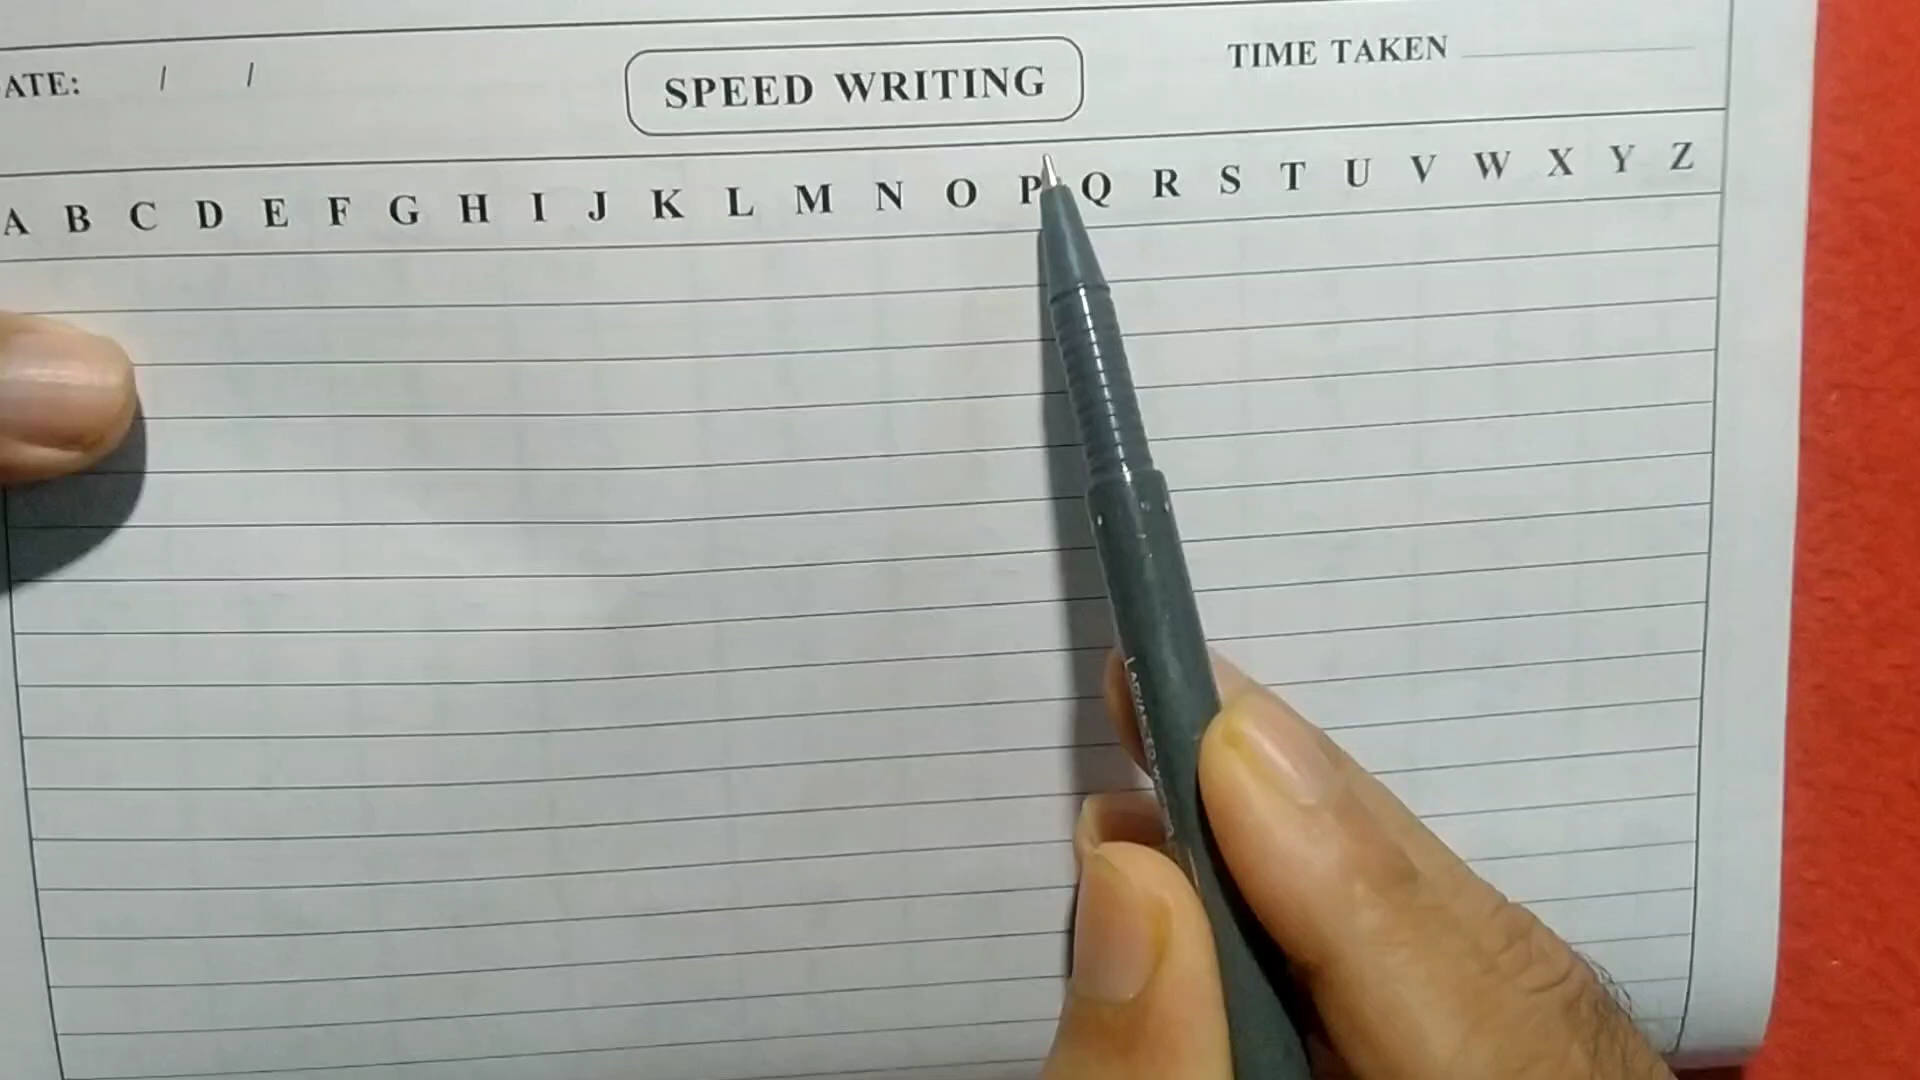 ATE: / / SPEED WRITING TIME TAKEN
A B C D E F G H I J K L M N O P Q R S T U V W X Y Z